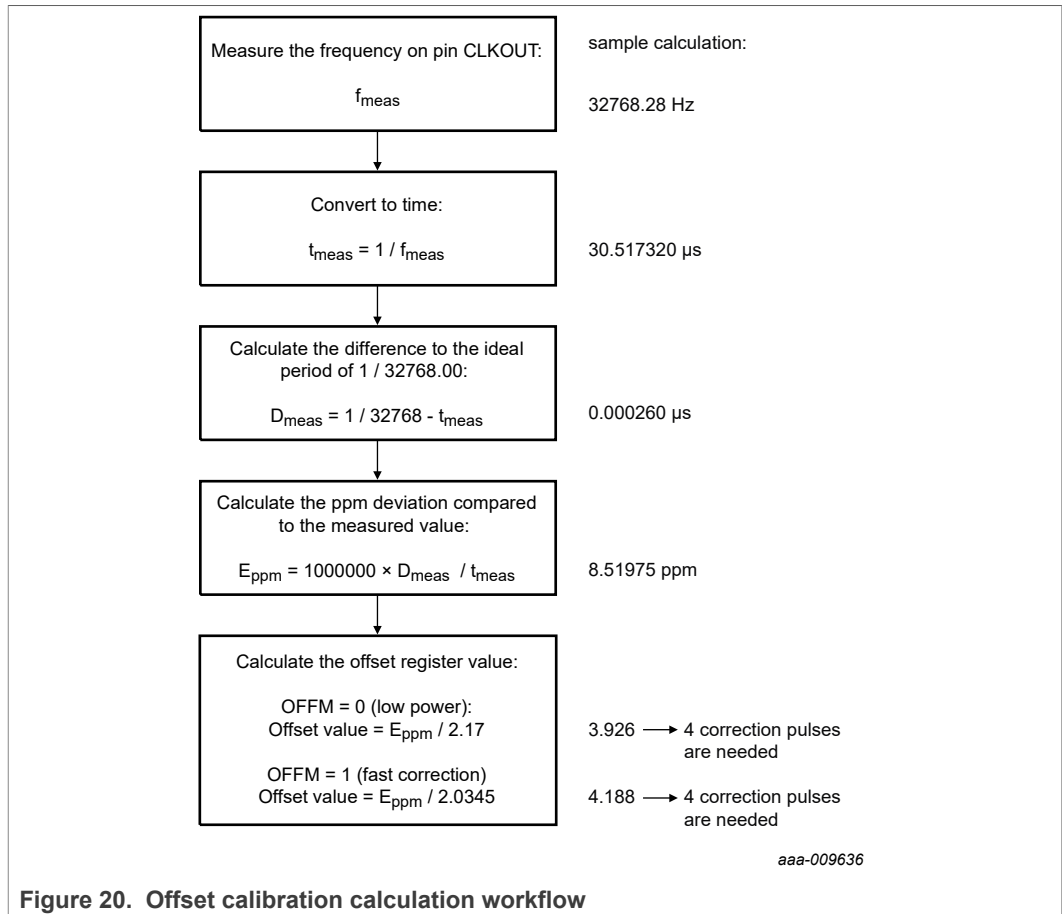 Measure the frequency on pin CLKOUT:
fmeas
sample calculation:
32768.28 Hz
Convert to time:
tmeas = 1 / fmeas
30.517320 μs
Calculate the difference to the ideal
period of 1 / 32768.00:
Dmeas = 1 / 32768 - tmeas
0.000260 μs
Calculate the ppm deviation compared
to the measured value:
Eppm = 1000000 × Dmeas / tmeas
8.51975 ppm
Calculate the offset register value:
OFFM = 0 (low power):
Offset value = Eppm / 2.17
3.926 → 4 correction pulses
are needed
OFFM = 1 (fast correction)
Offset value = Eppm / 2.0345
4.188 → 4 correction pulses
are needed
aaa-009636
Figure 20. Offset calibration calculation workflow